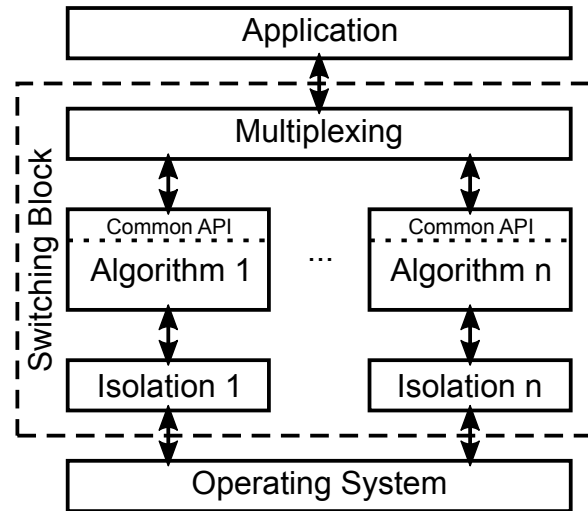 Application
Switching Block
Multiplexing
Common API
Algorithm 1
...
Common API
Algorithm n
Isolation 1
Isolation n
Operating System